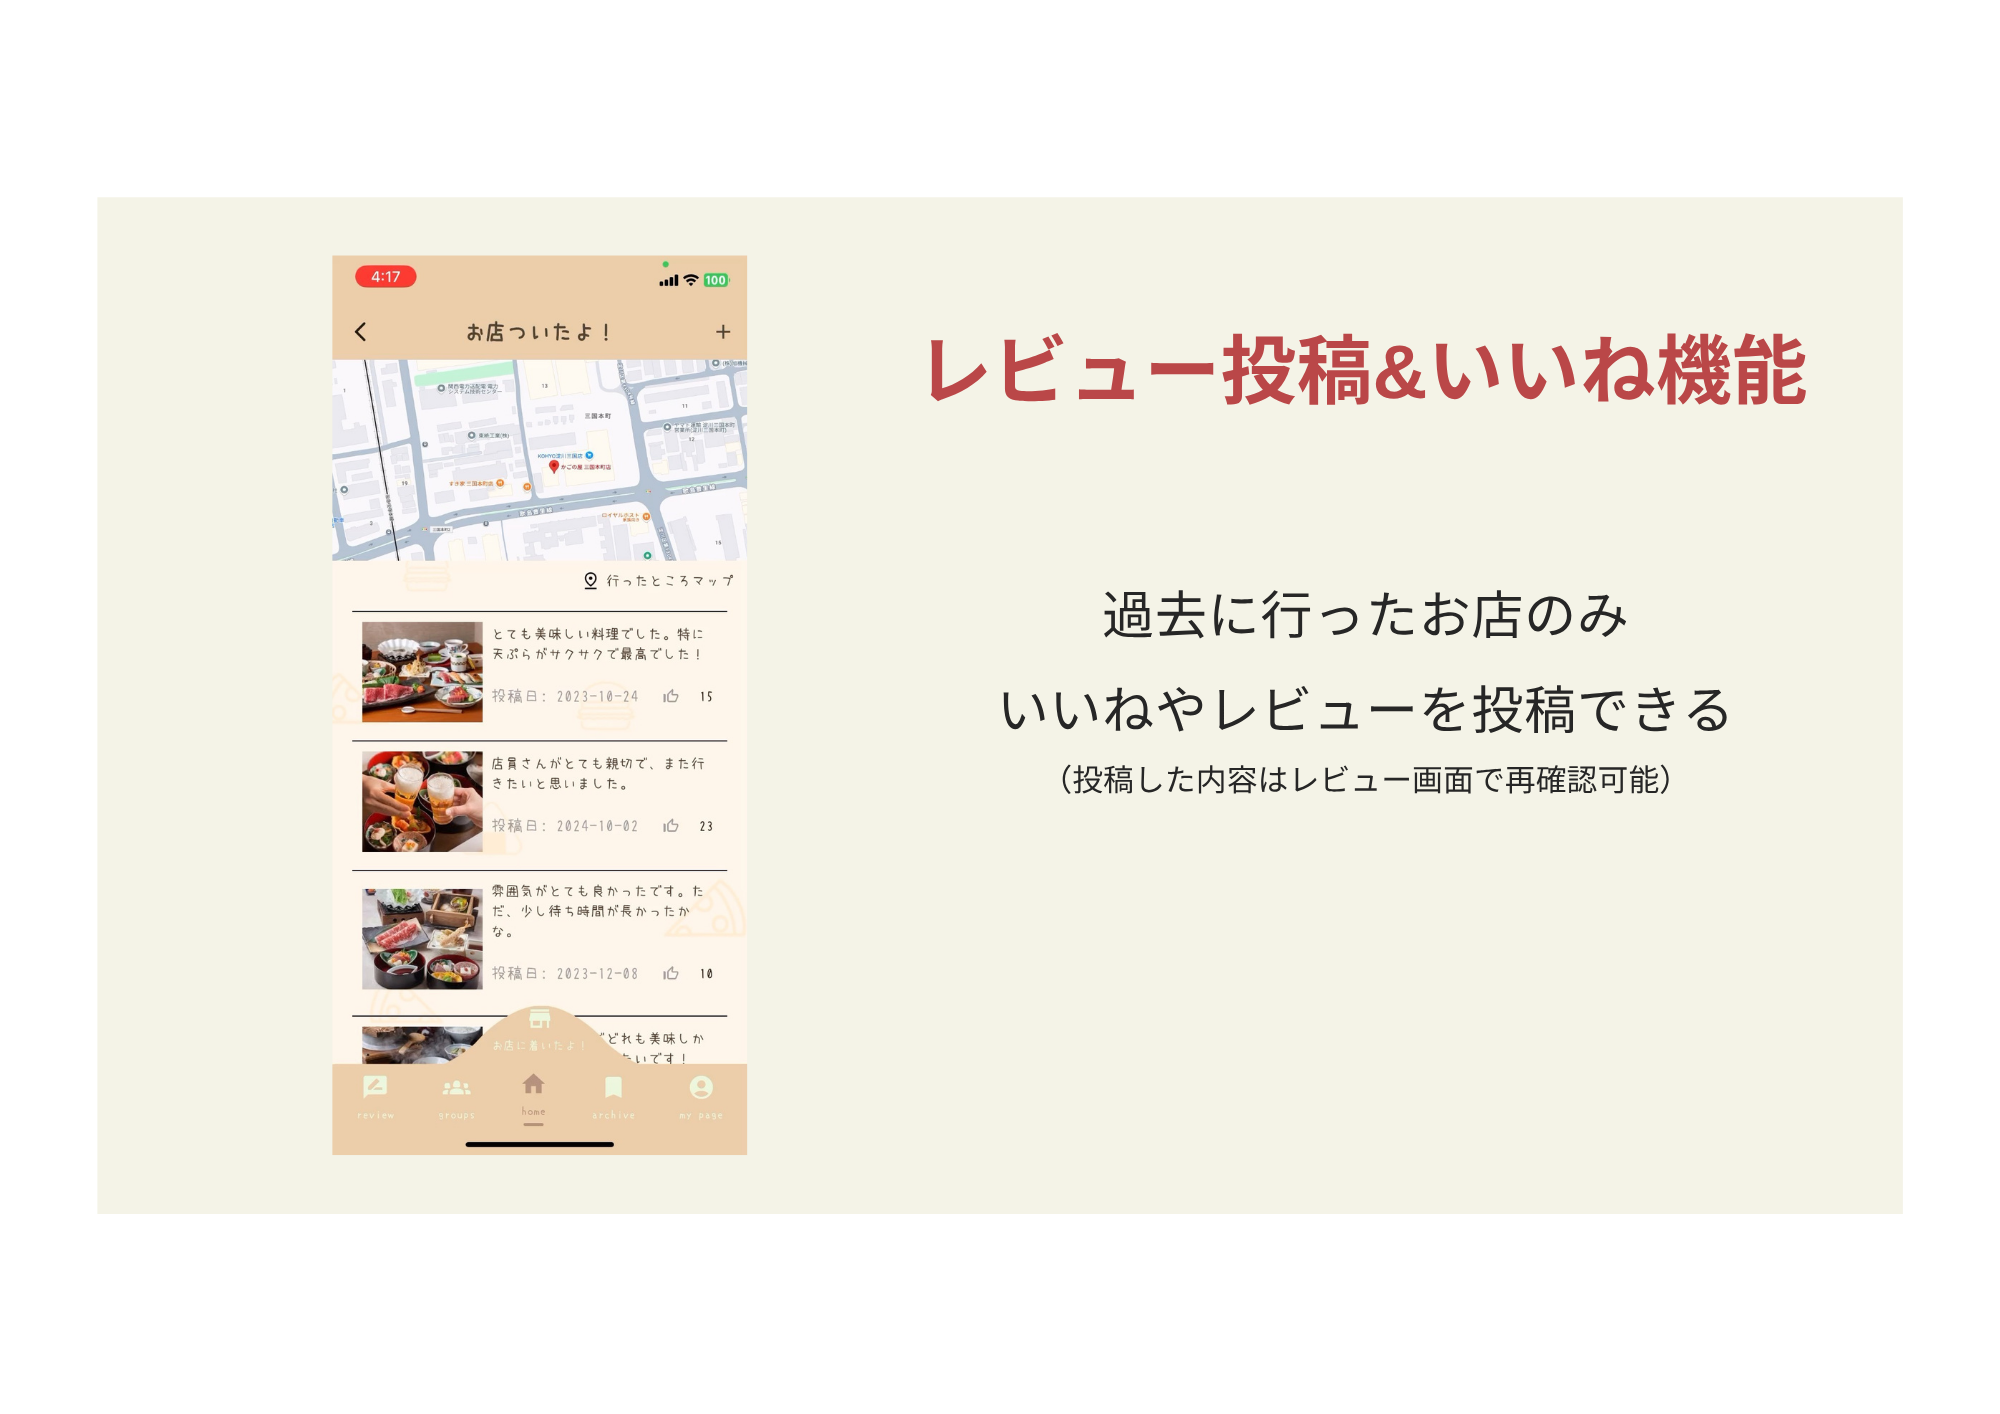 4:17
100
お店ついたよ！
三国本町
KOHYO淀川三国店
かごの屋 三国本町店
すき家 三国本町店
ロイヤルホスト
13
11
12
19
15
行ったところマップ
とても美味しい料理でした。特に
天ぷらがサクサクで最高でした！
投稿日: 2023-10-24 15
店員さんがとても親切で、また行
きたいと思いました。
投稿日: 2024-10-02 23
雰囲気がとても良かったです。た
だ、少し待ち時間が長かったか
な。
投稿日: 2023-12-08 10
どれも美味しか
たいです！
お店に着いたよ！
review
groups
home
archive
my page
レビュー投稿&いいね機能
過去に行ったお店のみ
いいねやレビューを投稿できる
（投稿した内容はレビュー画面で再確認可能）